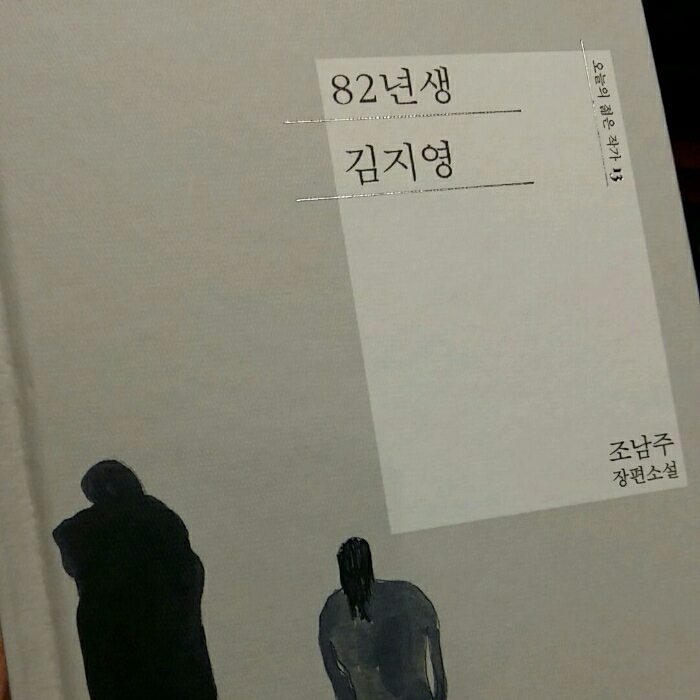 82년생
김지영
오늘의 젊은 작가 13
조남주
장편소설